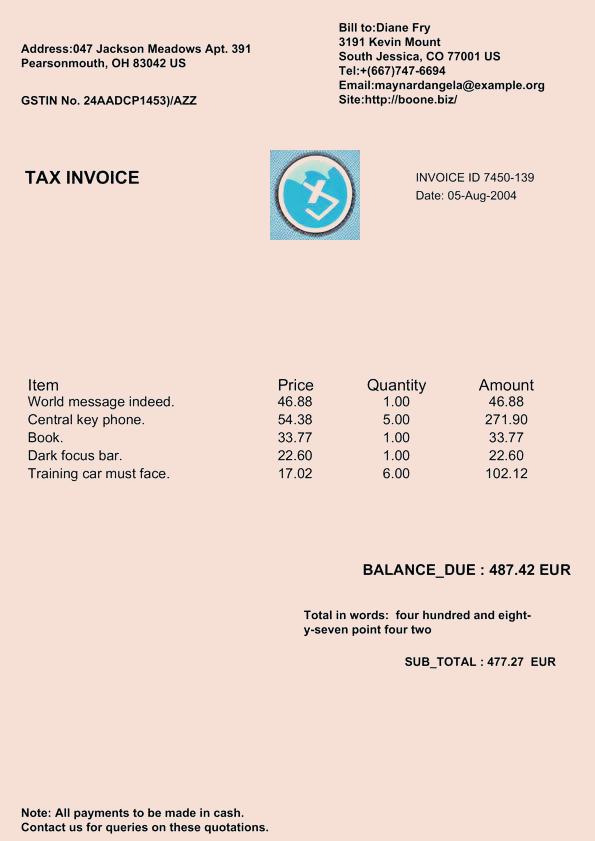 Address:047 Jackson Meadows Apt. 391
Pearsonmouth, OH 83042 US
GSTIN No. 24AADCP1453)/AZZ
Bill to:Diane Fry
3191 Kevin Mount
South Jessica, CO 77001 US
Tel:+(667)747-6694
Email:maynardangela@example.org
Site:http://boone.biz/
TAX INVOICE
INVOICE ID 7450-139
Date: 05-Aug-2004
Item Price Quantity Amount
World message indeed. 46.88 1.00 46.88
Central key phone. 54.38 5.00 271.90
Book. 33.77 1.00 33.77
Dark focus bar. 22.60 1.00 22.60
Training car must face. 17.02 6.00 102.12
BALANCE_DUE : 487.42 EUR
Total in words: four hundred and eight-
y-seven point four two
SUB_TOTAL : 477.27 EUR
Note: All payments to be made in cash.
Contact us for queries on these quotations.